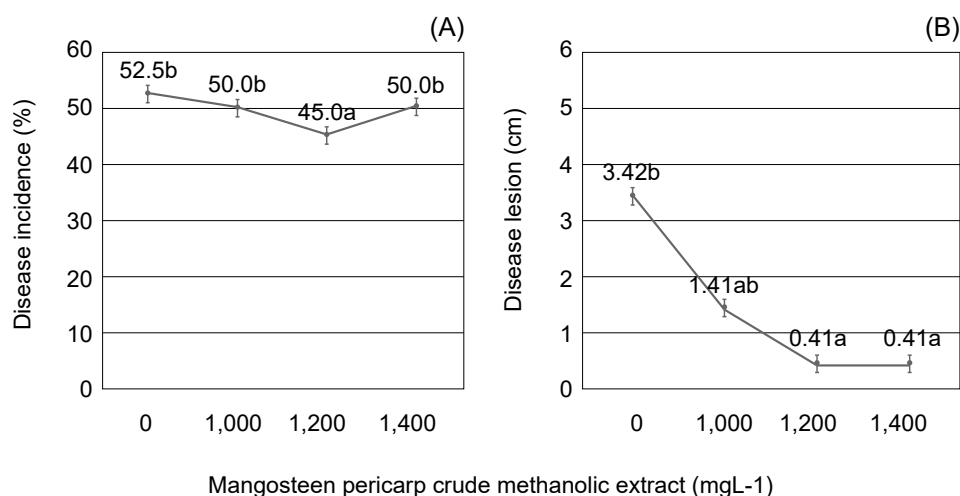 (A)
Disease incidence (%)
60
50
40
30
20
10
0
52.5b
50.0b
45.0a
50.0b
0 1,000 1,200 1,400
(B)
Disease lesion (cm)
6
5
4
3
2
1
0
3.42b
1.41ab
0.41a
0.41a
0 1,000 1,200 1,400
Mangosteen pericarp crude methanolic extract (mgL-1)